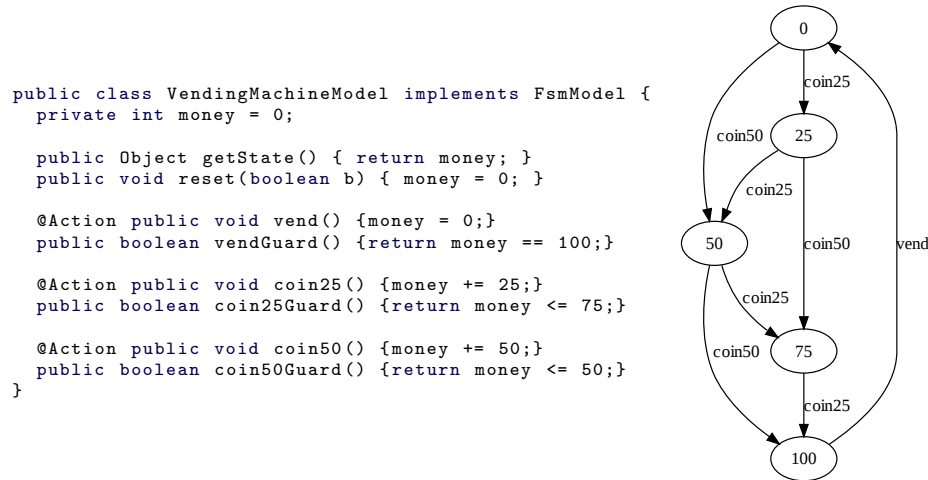 public class VendingMachineModel implements FsmModel {
private int money = 0;
public Object getState() { return money; }
public void reset(boolean b) { money = 0; }
@Action public void vend() {money = 0;}
public boolean vendGuard() {return money == 100;}
@Action public void coin25() {money += 25;}
public boolean coin25Guard() {return money <= 75;}
@Action public void coin50() {money += 50;}
public boolean coin50Guard() {return money <= 50;}
}
0
coin25
coin50
25
coin25
50
coin50
vend
coin25
75
coin50
coin25
100